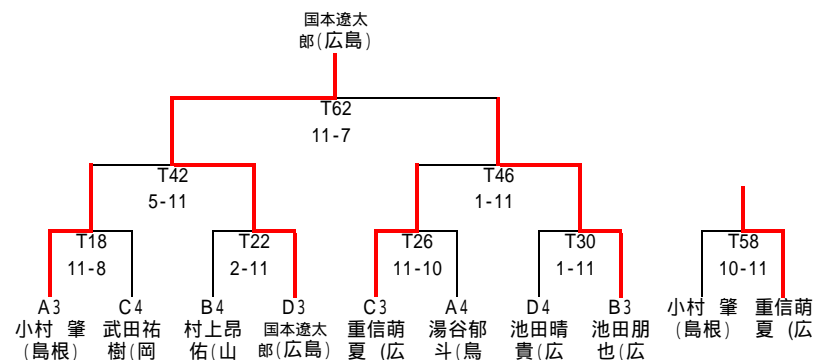 国本遼太
郎(広島)
T62
11-7
T42 T46
5-11 1-11
T18 T22 T26 T30 T58
11-8 2-11 11-10 1-11 10-11
A3 C4 B4 D3 C3 A4 D4 B3
小村 肇 武田祐 村上昂 国本遼太 重信萌 湯谷郁 池田晴 池田朋 小村 肇 重信萌
(島根) 樹(岡 佑(山 郎(広島) 夏 (広 斗(鳥 貴(広 也(広 (島根) 夏 (広